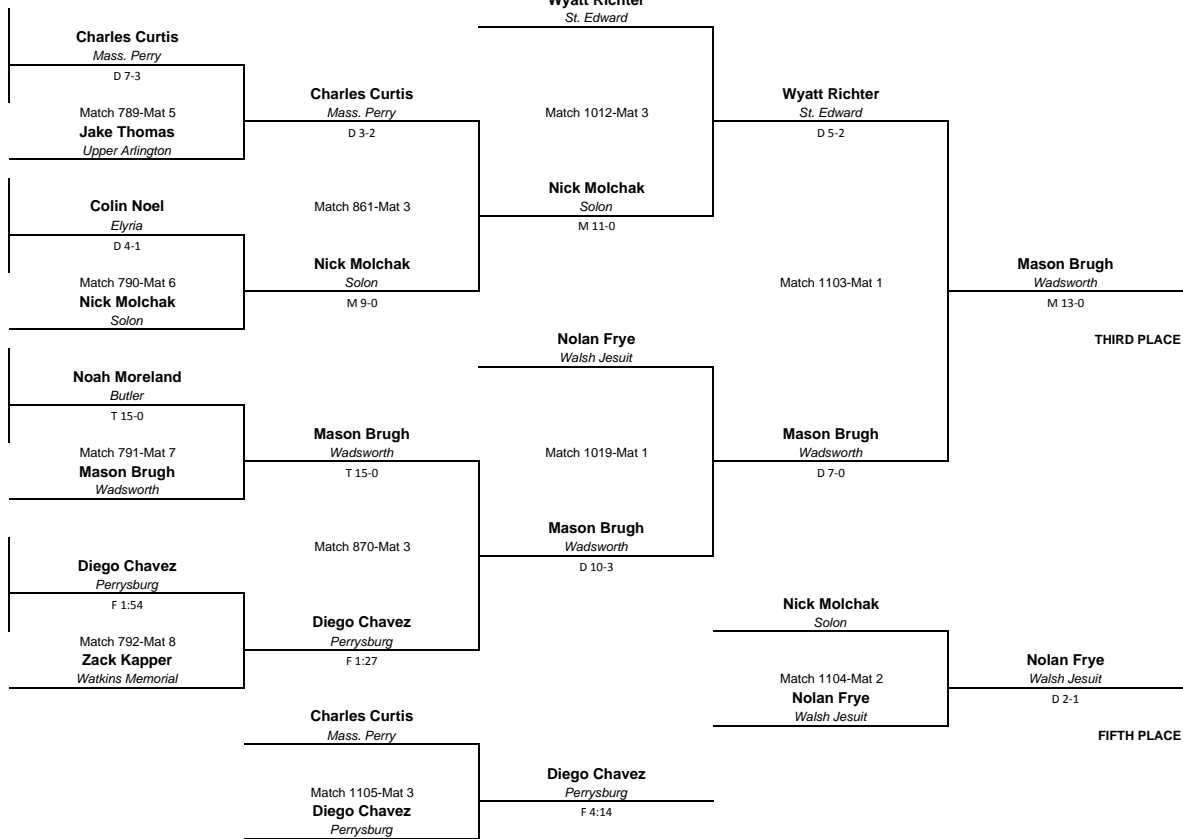 Wyatt Richter
St. Edward
Charles Curtis
Mass. Perry
D 7-3
Match 789-Mat 5
Jake Thomas
Upper Arlington
Charles Curtis
Mass. Perry
D 3-2
Match 1012-Mat 3
Wyatt Richter
St. Edward
D 5-2
Colin Noel
Elyria
D 4-1
Match 790-Mat 6
Nick Molchak
Solon
Match 861-Mat 3
Nick Molchak
Solon
M 9-0
Nick Molchak
Solon
M 11-0
Match 1103-Mat 1
Mason Brugh
Wadsworth
M 13-0
THIRD PLACE
Noah Moreland
Butler
T 15-0
Match 791-Mat 7
Mason Brugh
Wadsworth
Mason Brugh
Wadsworth
T 15-0
Nolan Frye
Walsh Jesuit
Match 1019-Mat 1
Mason Brugh
Wadsworth
D 7-0
Diego Chavez
Perrysburg
F 1:54
Match 792-Mat 8
Zack Kapper
Watkins Memorial
Match 870-Mat 3
Diego Chavez
Perrysburg
F 1:27
Mason Brugh
Wadsworth
D 10-3
Nick Molchak
Solon
Match 1104-Mat 2
Nolan Frye
Walsh Jesuit
Nolan Frye
Walsh Jesuit
D 2-1
FIFTH PLACE
Charles Curtis
Mass. Perry
Match 1105-Mat 3
Diego Chavez
Perrysburg
Diego Chavez
Perrysburg
F 4:14